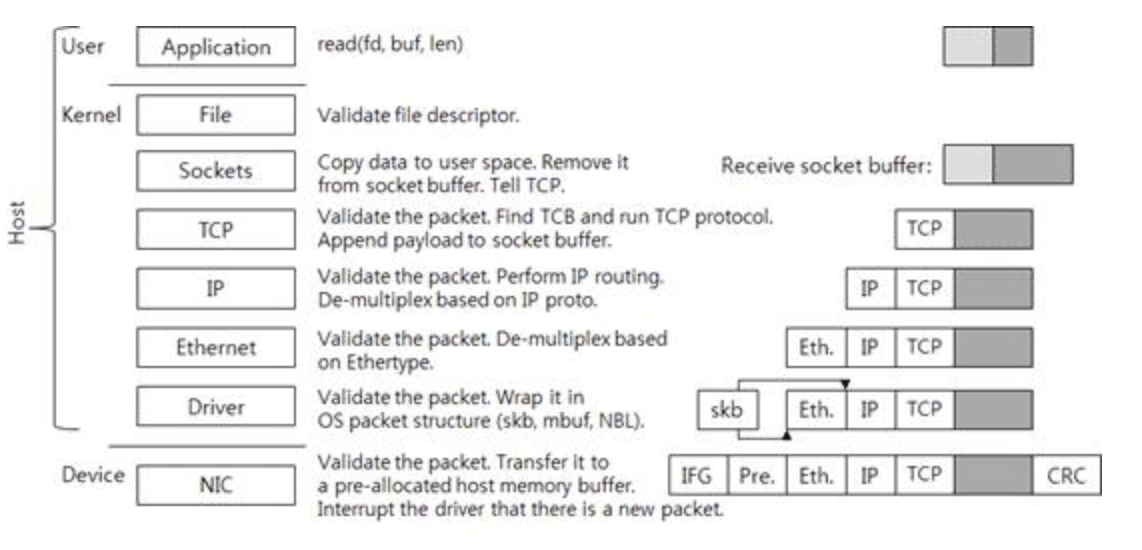 User Application read(fd, buf, len)
Kernel File Validate file descriptor.
Sockets Copy data to user space. Remove it
from socket buffer. Tell TCP.
Receive socket buffer:
Host
TCP Validate the packet. Find TCB and run TCP protocol.
Append payload to socket buffer.
TCP
IP Validate the packet. Perform IP routing.
De-multiplex based on IP proto.
IP TCP
Ethernet Validate the packet. De-multiplex based
on Ethertype.
Eth. IP TCP
Driver Validate the packet. Wrap it in
OS packet structure (skb, mbuf, NBL).
skb Eth. IP TCP
Device NIC Validate the packet. Transfer it to
a pre-allocated host memory buffer.
Interrupt the driver that there is a new packet.
IFG Pre. Eth. IP TCP CRC